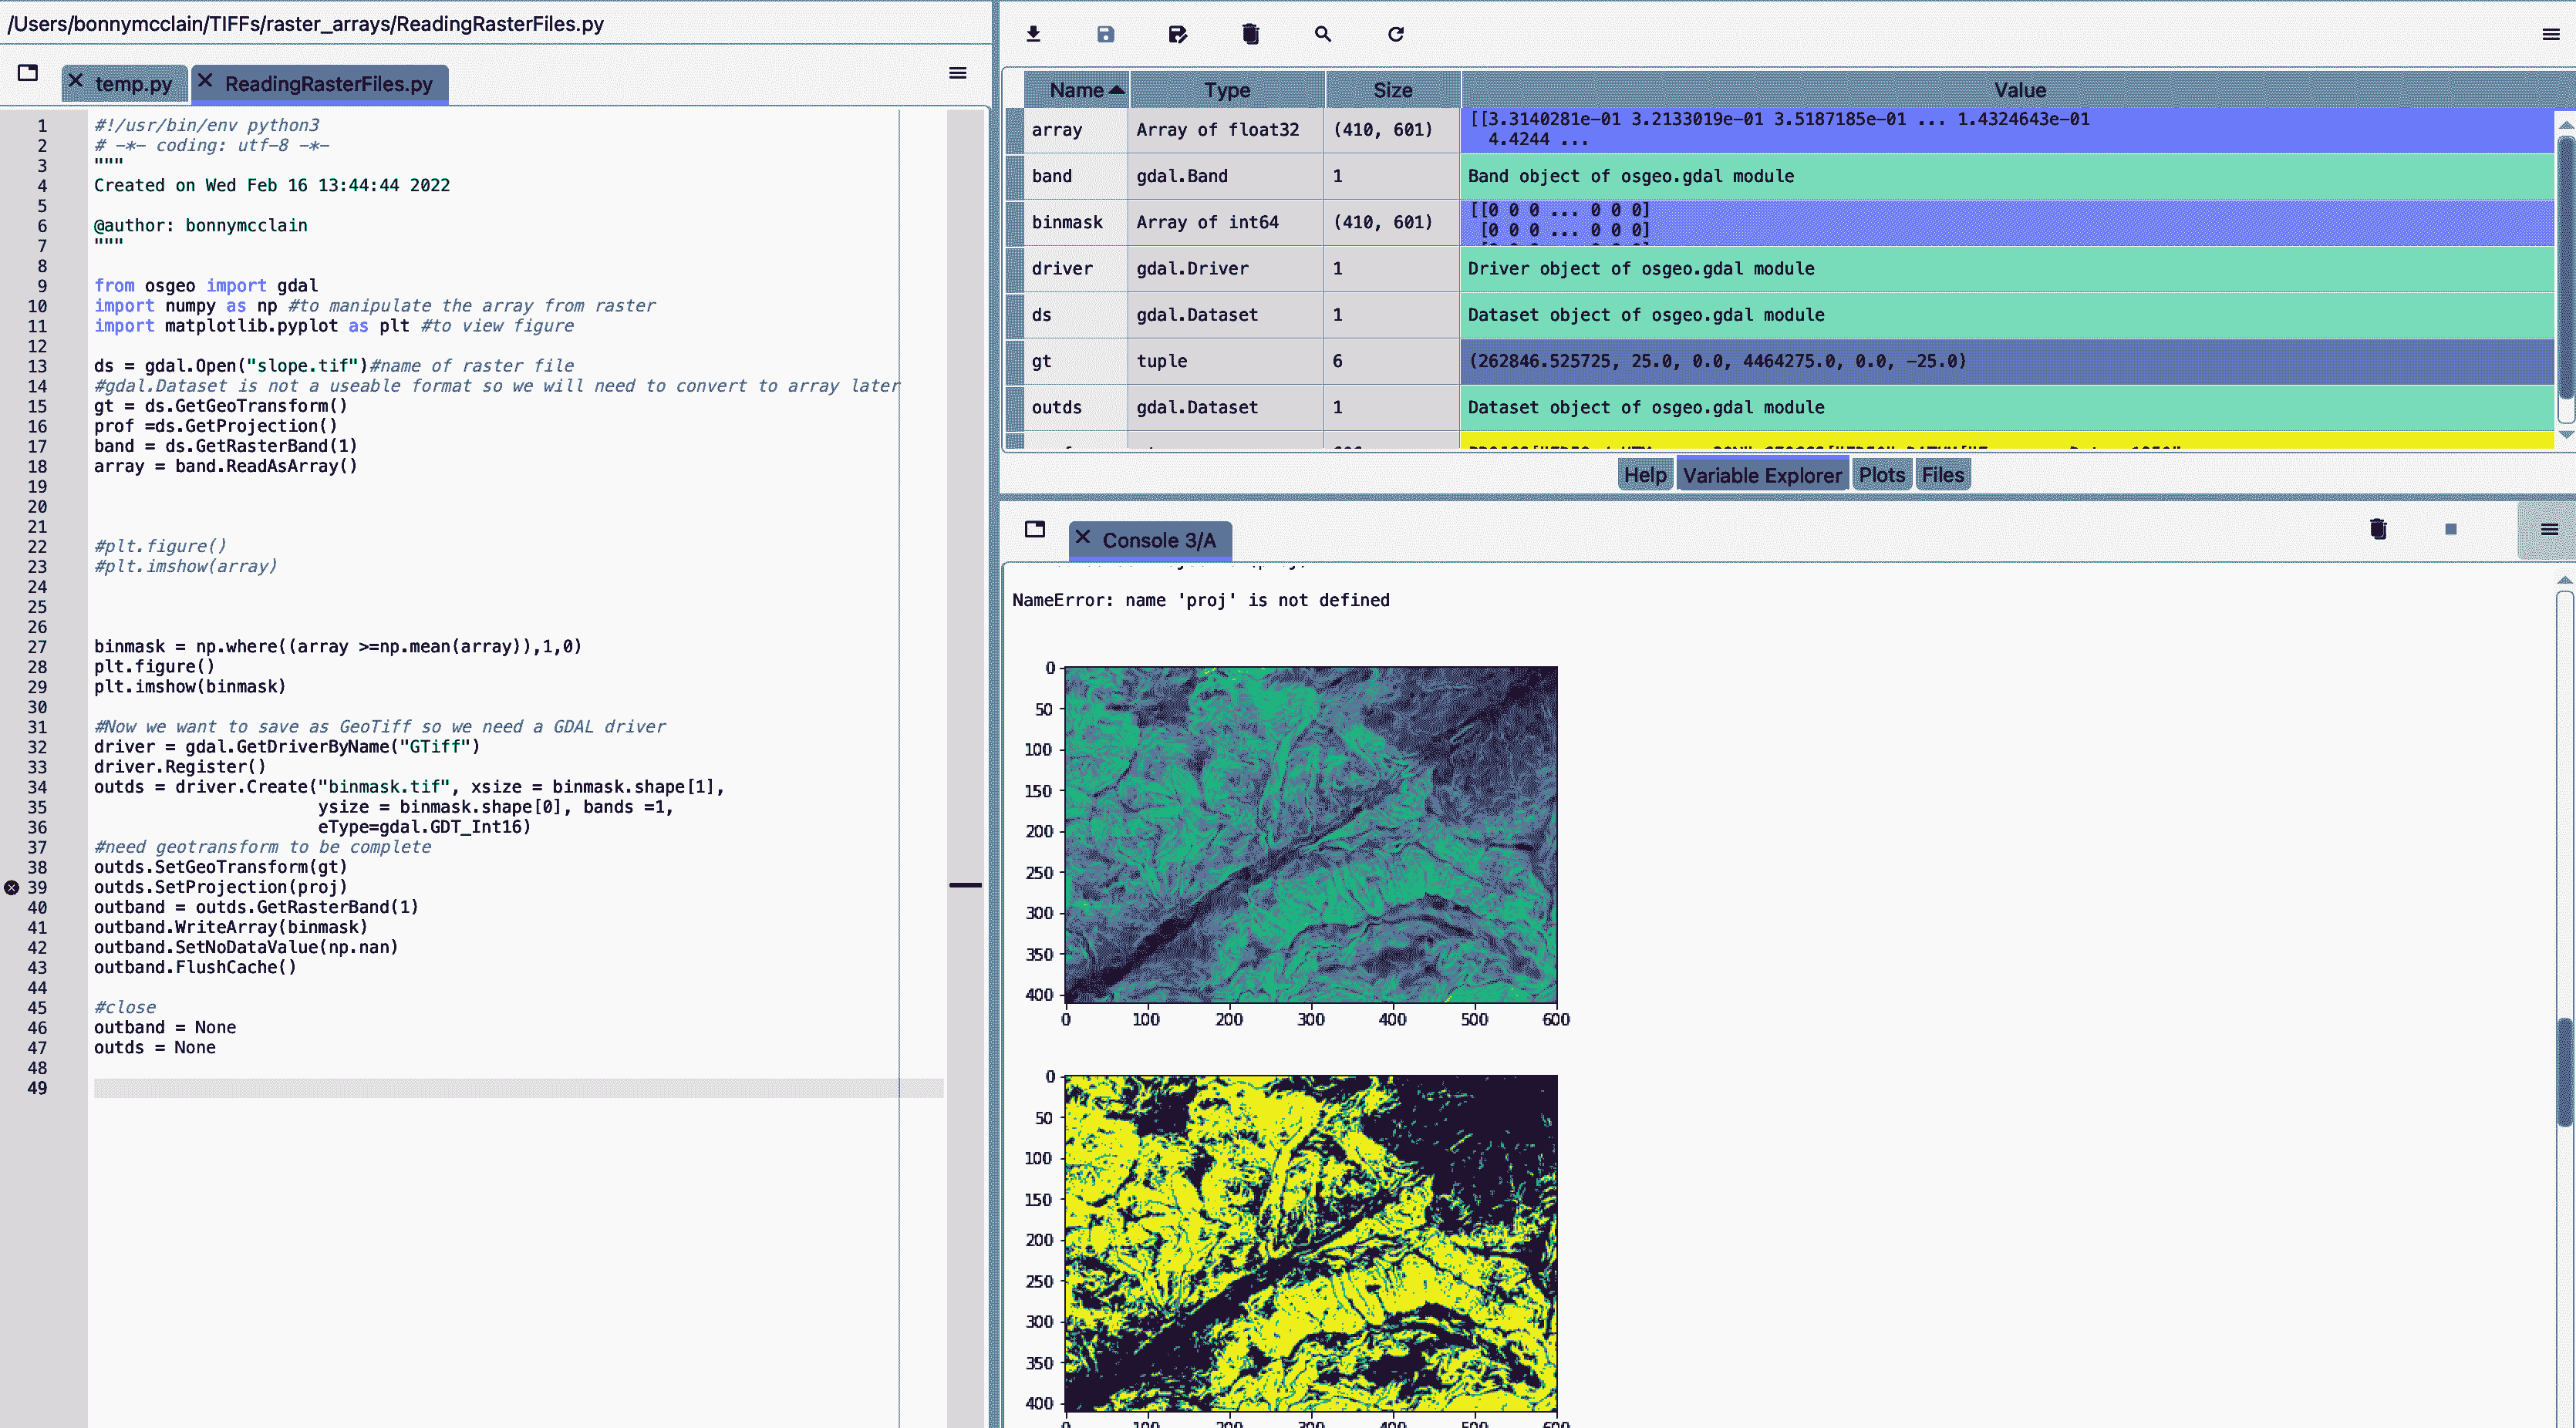 /Users/bonnymcclain/TIFFs/raster_arrays/ReadingRasterFiles.py
temp.py
ReadingRasterFiles.py
1 #!/usr/bin/env python3
2 # -*- coding: utf-8 -*-
3 """
4 Created on Wed Feb 16 13:44:44 2022
5
6 @author: bonnymcclain
7 """
8
9 from osgeo import gdal
10 import numpy as np #to manipulate the array from raster
11 import matplotlib.pyplot as plt #to view figure
12
13 ds = gdal.Open("slope.tif")#name of raster file
14 #gdal.Dataset is not a useable format so we will need to convert to array later
15 gt = ds.GetGeoTransform()
16 prof =ds.GetProjection()
17 band = ds.GetRasterBand(1)
18 array = band.ReadAsArray()
19
20
21
22 #plt.figure()
23 #plt.imshow(array)
24
25
26
27 binmask = np.where((array >=np.mean(array)),1,0)
28 plt.figure()
29 plt.imshow(binmask)
30
31 #Now we want to save as GeoTiff so we need a GDAL driver
32 driver = gdal.GetDriverByName("GTiff")
33 driver.Register()
34 outds = driver.Create("binmask.tif", xsize = binmask.shape[1],
35 ysize = binmask.shape[0], bands =1,
36 eType=gdal.GDT_Int16)
37 #need geotransform to be complete
38 outds.SetGeoTransform(gt)
39 outds.SetProjection(proj)
40 outband = outds.GetRasterBand(1)
41 outband.WriteArray(binmask)
42 outband.SetNoDataValue(np.nan)
43 outband.FlushCache()
44
45 #close
46 outband = None
47 outds = None
48
49
Name Type Size Value
array Array of float32 (410, 601) [[3.3140281e-01 3.2133019e-01 3.5187185e-01 ... 1.4324643e-01
4.4244 ...
band gdal.Band 1 Band object of osgeo.gdal module
binmask Array of int64 (410, 601) [[0 0 0 ... 0 0 0]
[0 0 0 ... 0 0 0]
driver gdal.Driver 1 Driver object of osgeo.gdal module
ds gdal.Dataset 1 Dataset object of osgeo.gdal module
gt tuple 6 (262846.525725, 25.0, 0.0, 4464275.0, 0.0, -25.0)
outds gdal.Dataset 1 Dataset object of osgeo.gdal module
Help Variable Explorer Plots Files
Console 3/A
NameError: name 'proj' is not defined
0
50
100
150
200
250
300
350
400
0 100 200 300 400 500 600
0
50
100
150
200
250
300
350
400
0 100 200 300 400 500 600